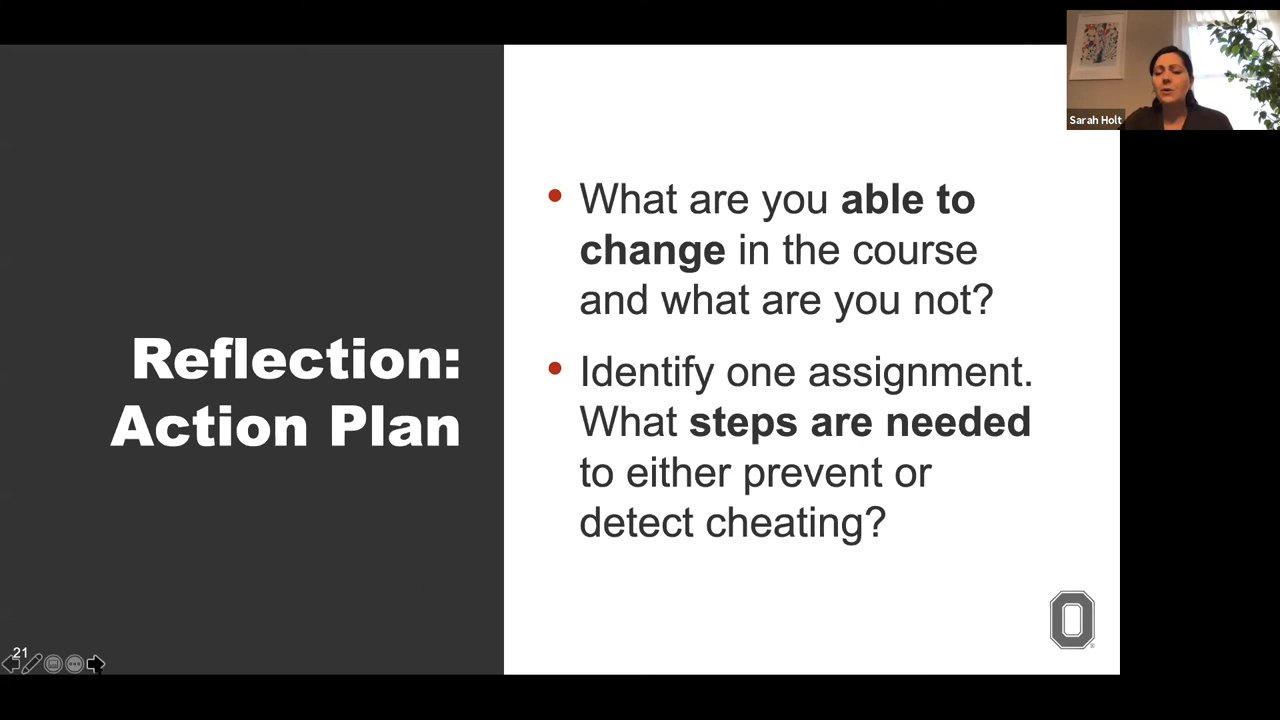 Sarah Holt
Reflection:
Action Plan
• What are you able to
change in the course
and what are you not?
• Identify one assignment.
What steps are needed
to either prevent or
detect cheating?
O
21